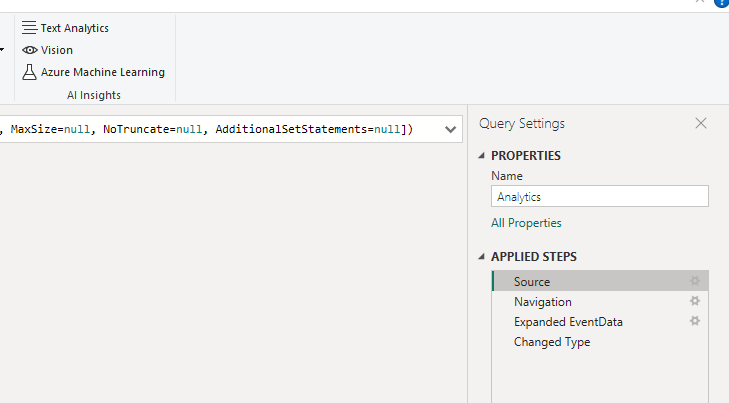 Text Analytics
Vision
Azure Machine Learning
AI Insights
, MaxSize=null, NoTruncate=null, AdditionalSetStatements=null])
Query Settings
PROPERTIES
Name
Analytics
All Properties
APPLIED STEPS
Source
Navigation
Expanded EventData
Changed Type